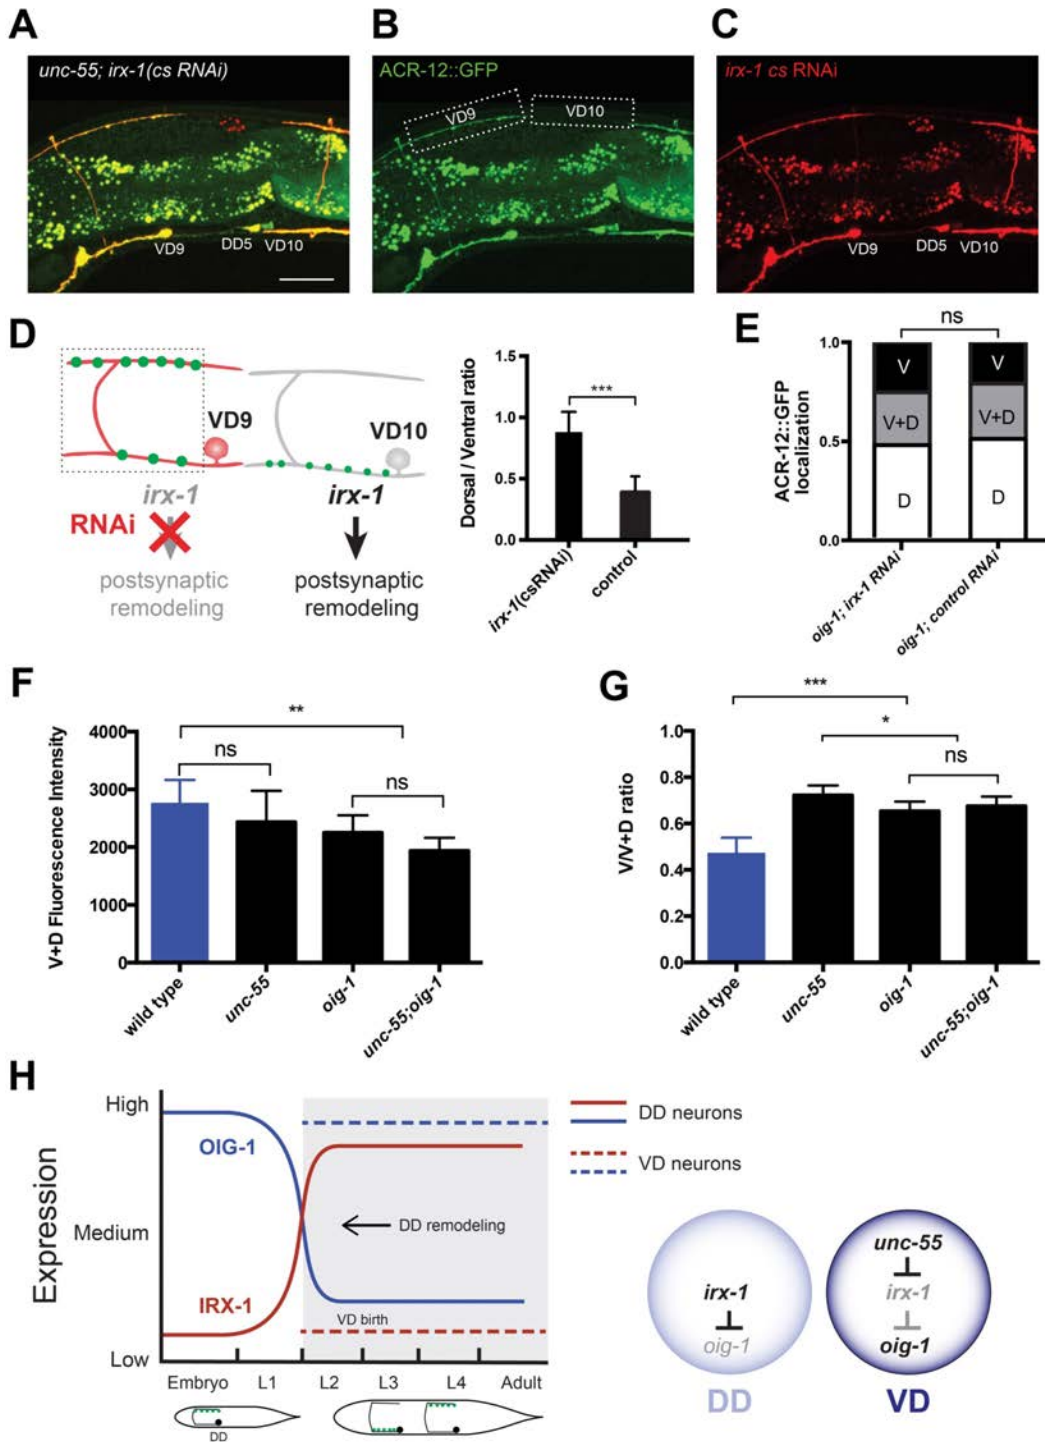 A
B
C
unc-55; irx-1(cs RNAi)
ACR-12::GFP
irx-1 cs RNAi
VD9
VD10
VD9
DD5
VD10
VD9
DD5
VD10
D
VD9
VD10
irx-1
irx-1
RNAi
postsynaptic
remodeling
postsynaptic
remodeling
Dorsal / Ventral ratio
1.5
1.0
0.5
0.0
***
irx-1(csRNAi)
control
E
ns
ACR-12::GFP
localization
1.0
0.5
0.0
V
V+D
D
V
V+D
D
oig-1; irx-1 RNAi
oig-1; control RNAi
F
V+D Fluorescence Intensity
4000
3000
2000
1000
0
**
ns
ns
wild type
unc-55
oig-1
unc-55;oig-1
G
V/V+D ratio
1.0
0.8
0.6
0.4
0.2
0.0
***
*
ns
wild type
unc-55
oig-1
unc-55;oig-1
H
Expression
High
Medium
Low
OIG-1
IRX-1
DD remodeling
VD birth
Embryo
L1
L2
L3
L4
Adult
DD
DD neurons
VD neurons
irx-1
oig-1
DD
unc-55
irx-1
oig-1
VD